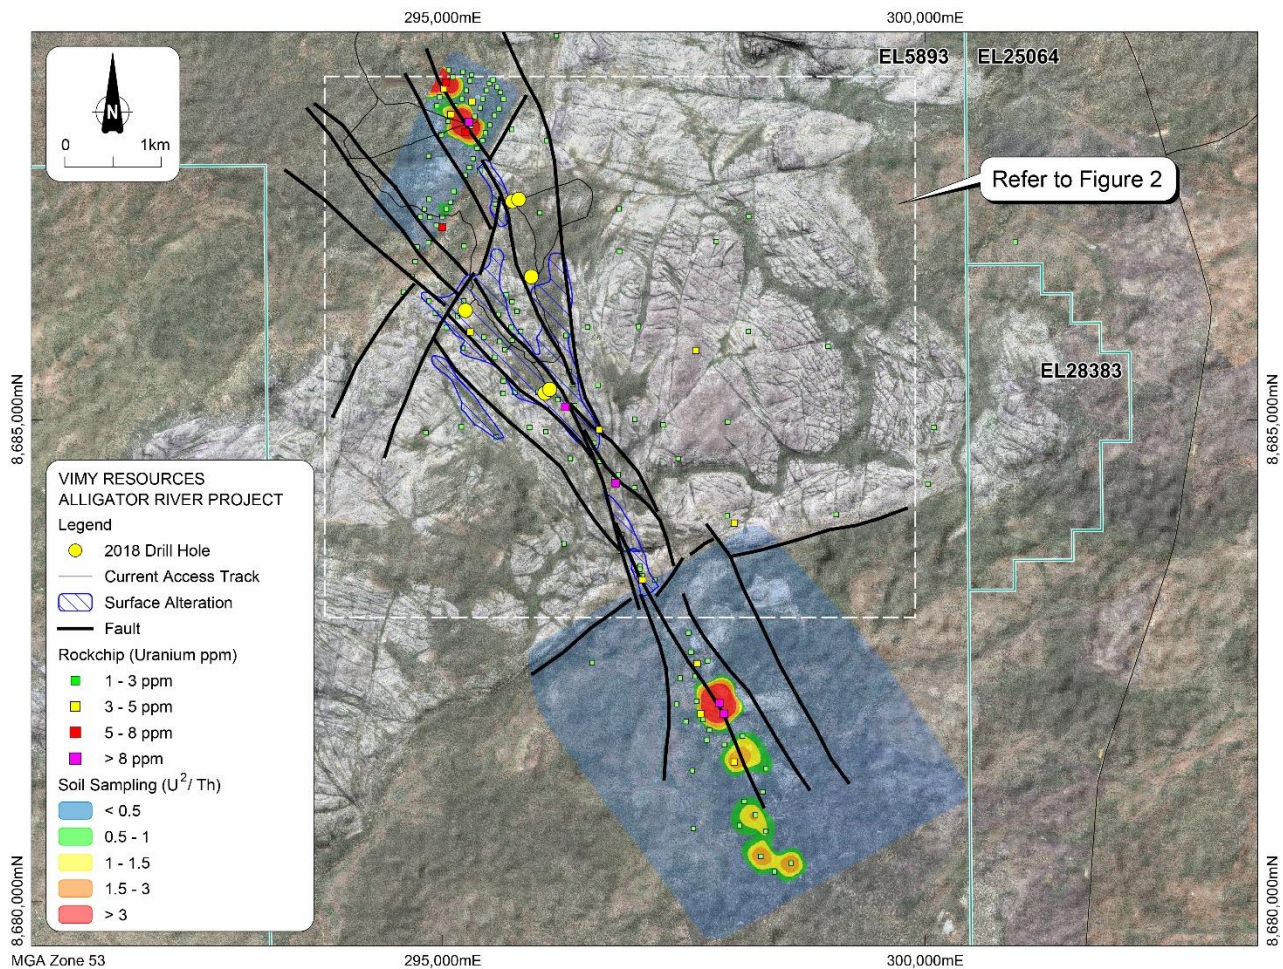 295,000mE
300,000mE
EL5893
EL25064
N
0
1km
Refer to Figure 2
EL28383
8,685,000mN
8,685,000mN
VIMY RESOURCES
ALLIGATOR RIVER PROJECT
Legend
2018 Drill Hole
Current Access Track
Surface Alteration
Fault
Rockchip (Uranium ppm)
1 - 3 ppm
3 - 5 ppm
5 - 8 ppm
> 8 ppm
Soil Sampling (U²/ Th)
< 0.5
0.5 - 1
1 - 1.5
1.5 - 3
> 3
8,680,000mN
8,680,000mN
MGA Zone 53
295,000mE
300,000mE